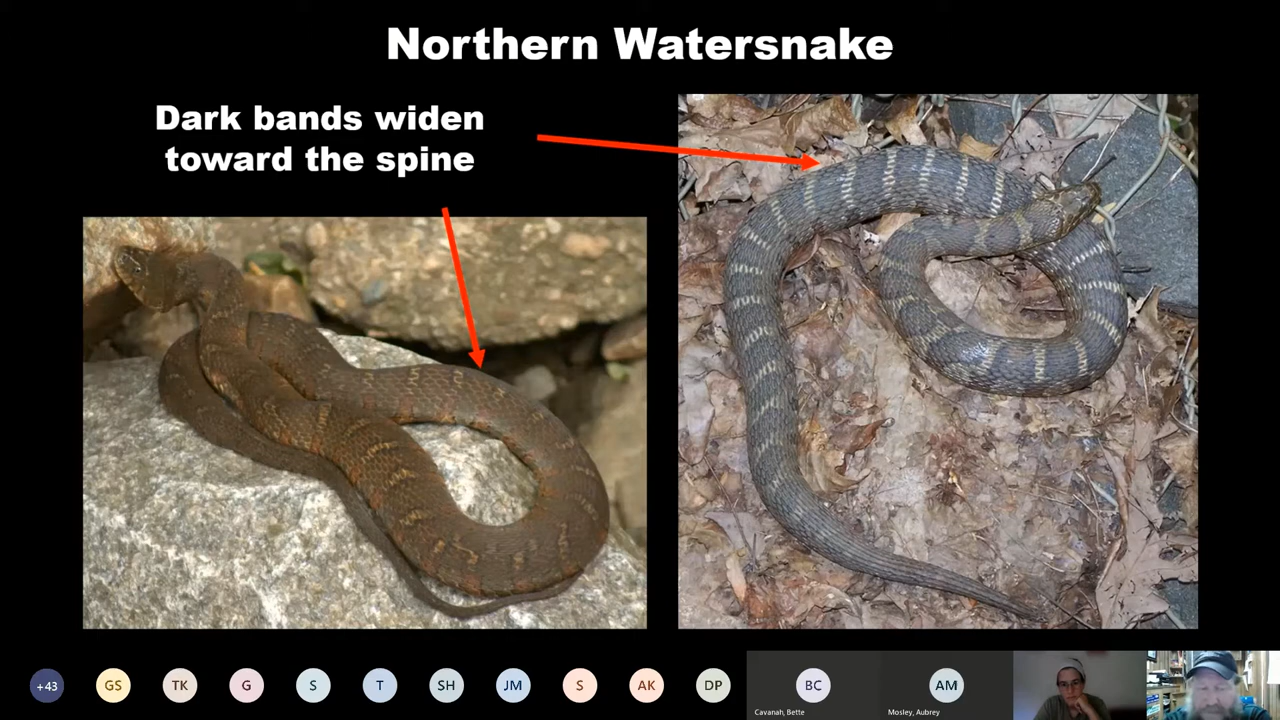 Northern Watersnake
Dark bands widen
toward the spine
+43
GS
TK
G
S
T
SH
JM
S
AK
DP
BC
AM
Cavanah, Bette
Mosley, Aubrey